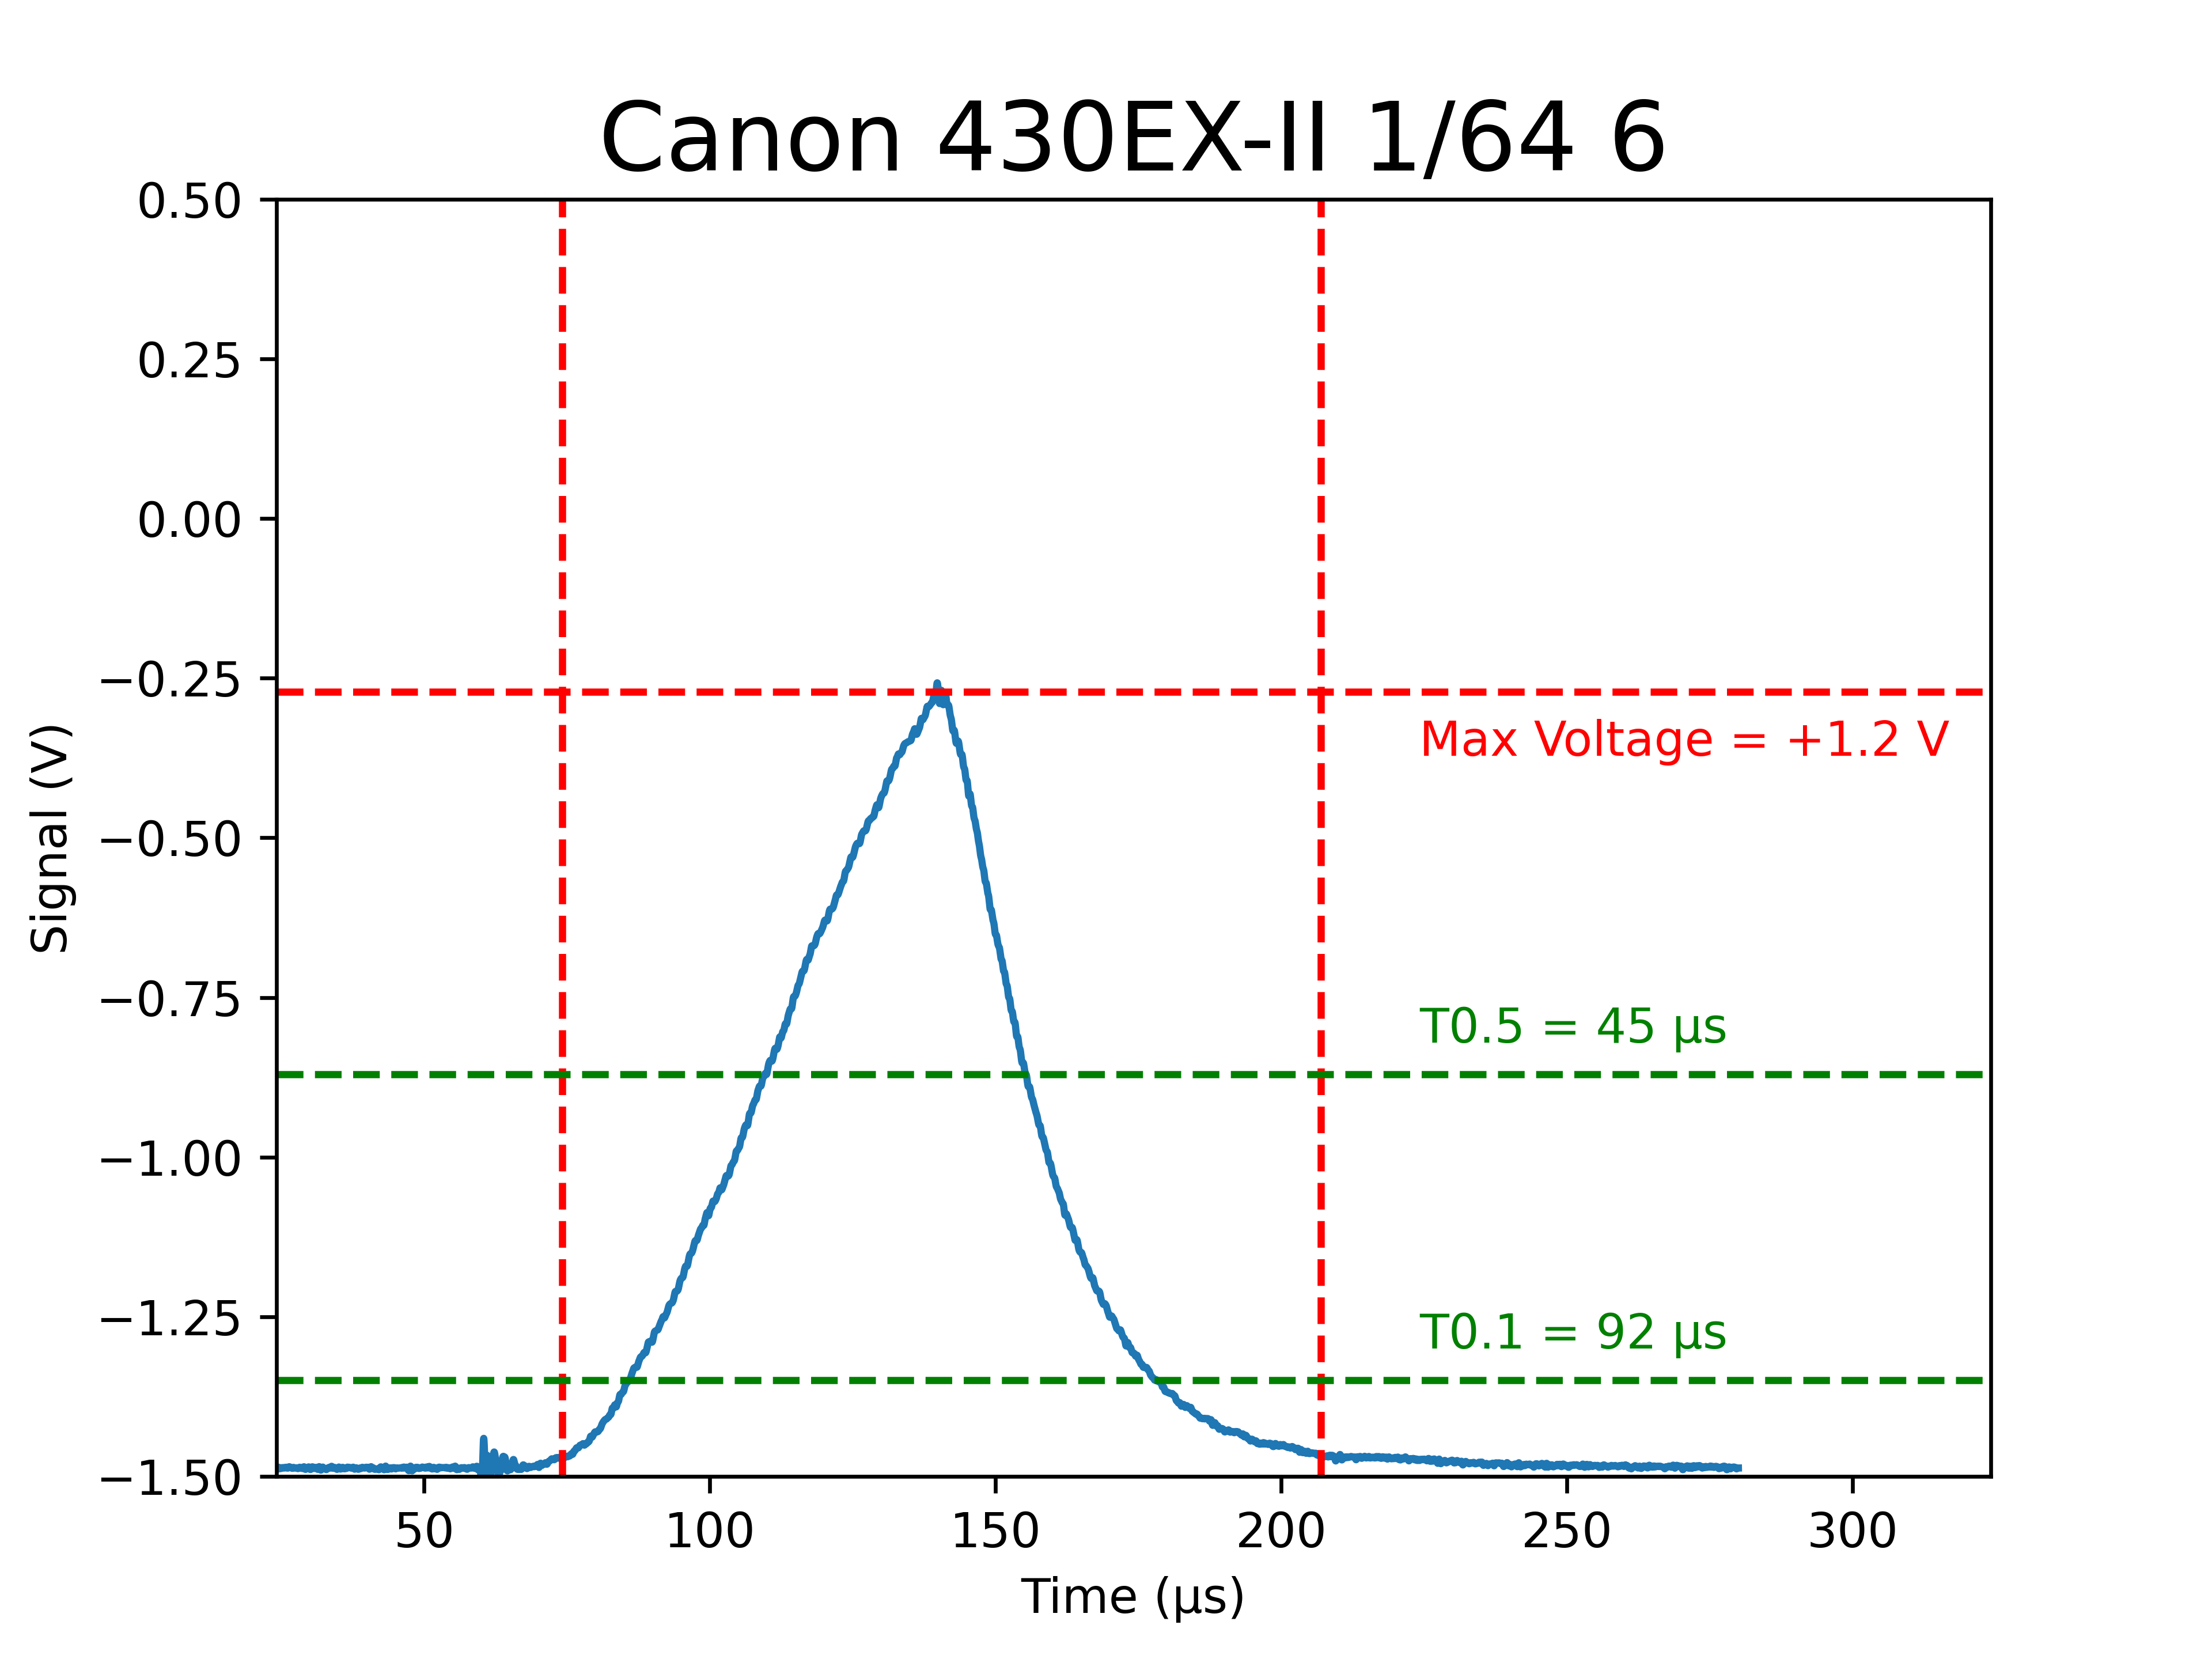 Canon 430EX-II 1/64 6
0.50
0.25
0.00
−0.25
−0.50
−0.75
−1.00
−1.25
−1.50
Signal (V)
Max Voltage = +1.2 V
T0.5 = 45 µs
T0.1 = 92 µs
50 100 150 200 250 300
Time (µs)